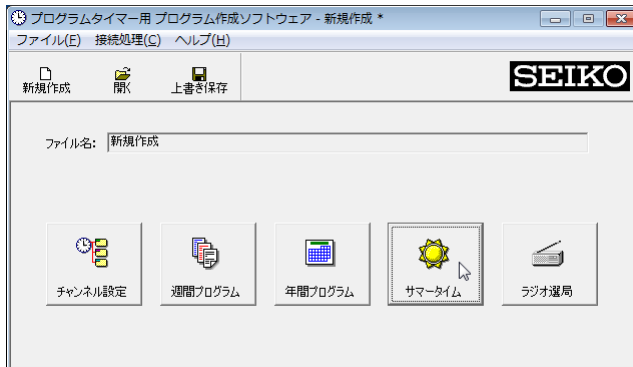 プログラムタイマー用 プログラム作成ソフトウェア - 新規作成 *
ファイル(F) 接続処理(C) ヘルプ(H)
新規作成 開く 上書き保存
SEIKO
ファイル名: 新規作成
チャンネル設定 週間プログラム 年間プログラム サマータイム ラジオ選局